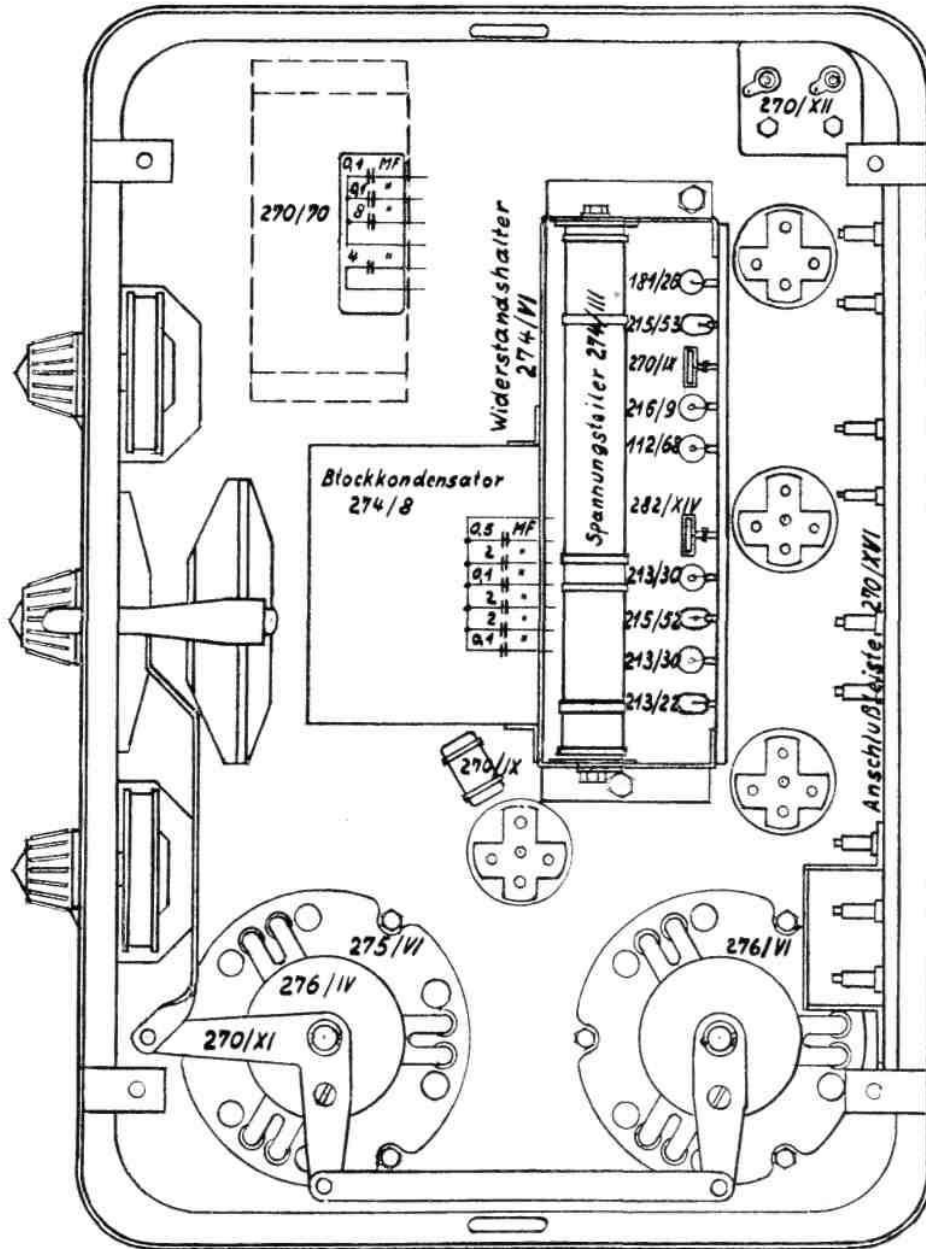 270/XII
0,1 MF
0,1 "
8 "
4 "
270/70
Widerstandshalter
274/VI
Spannungsteiler 274/III
181/26
215/53
270/IX
216/9
112/68
282/XIV
213/30
215/52
213/30
213/22
Blockkondensator
274/8
0,5 MF
2 "
0,1 "
2 "
2 "
0,1 "
270/IX
Anschlußleiste 270/XVI
275/VI
276/IV
270/XI
276/VI